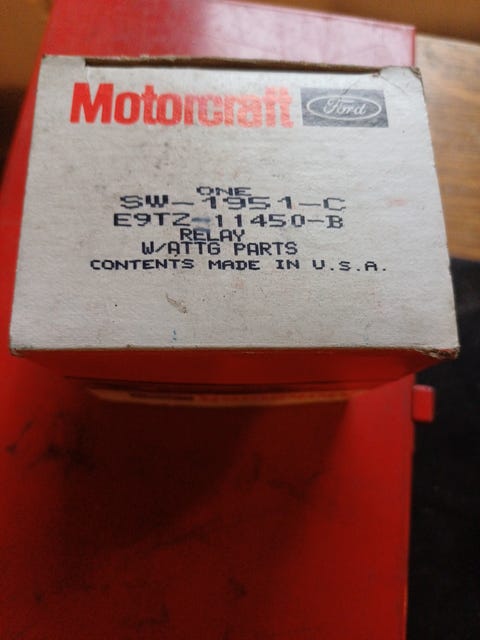 Motorcraft Ford
ONE
SW-1951-C
E9TZ-11450-B
RELAY
W/ATTG PARTS
CONTENTS MADE IN U.S.A.